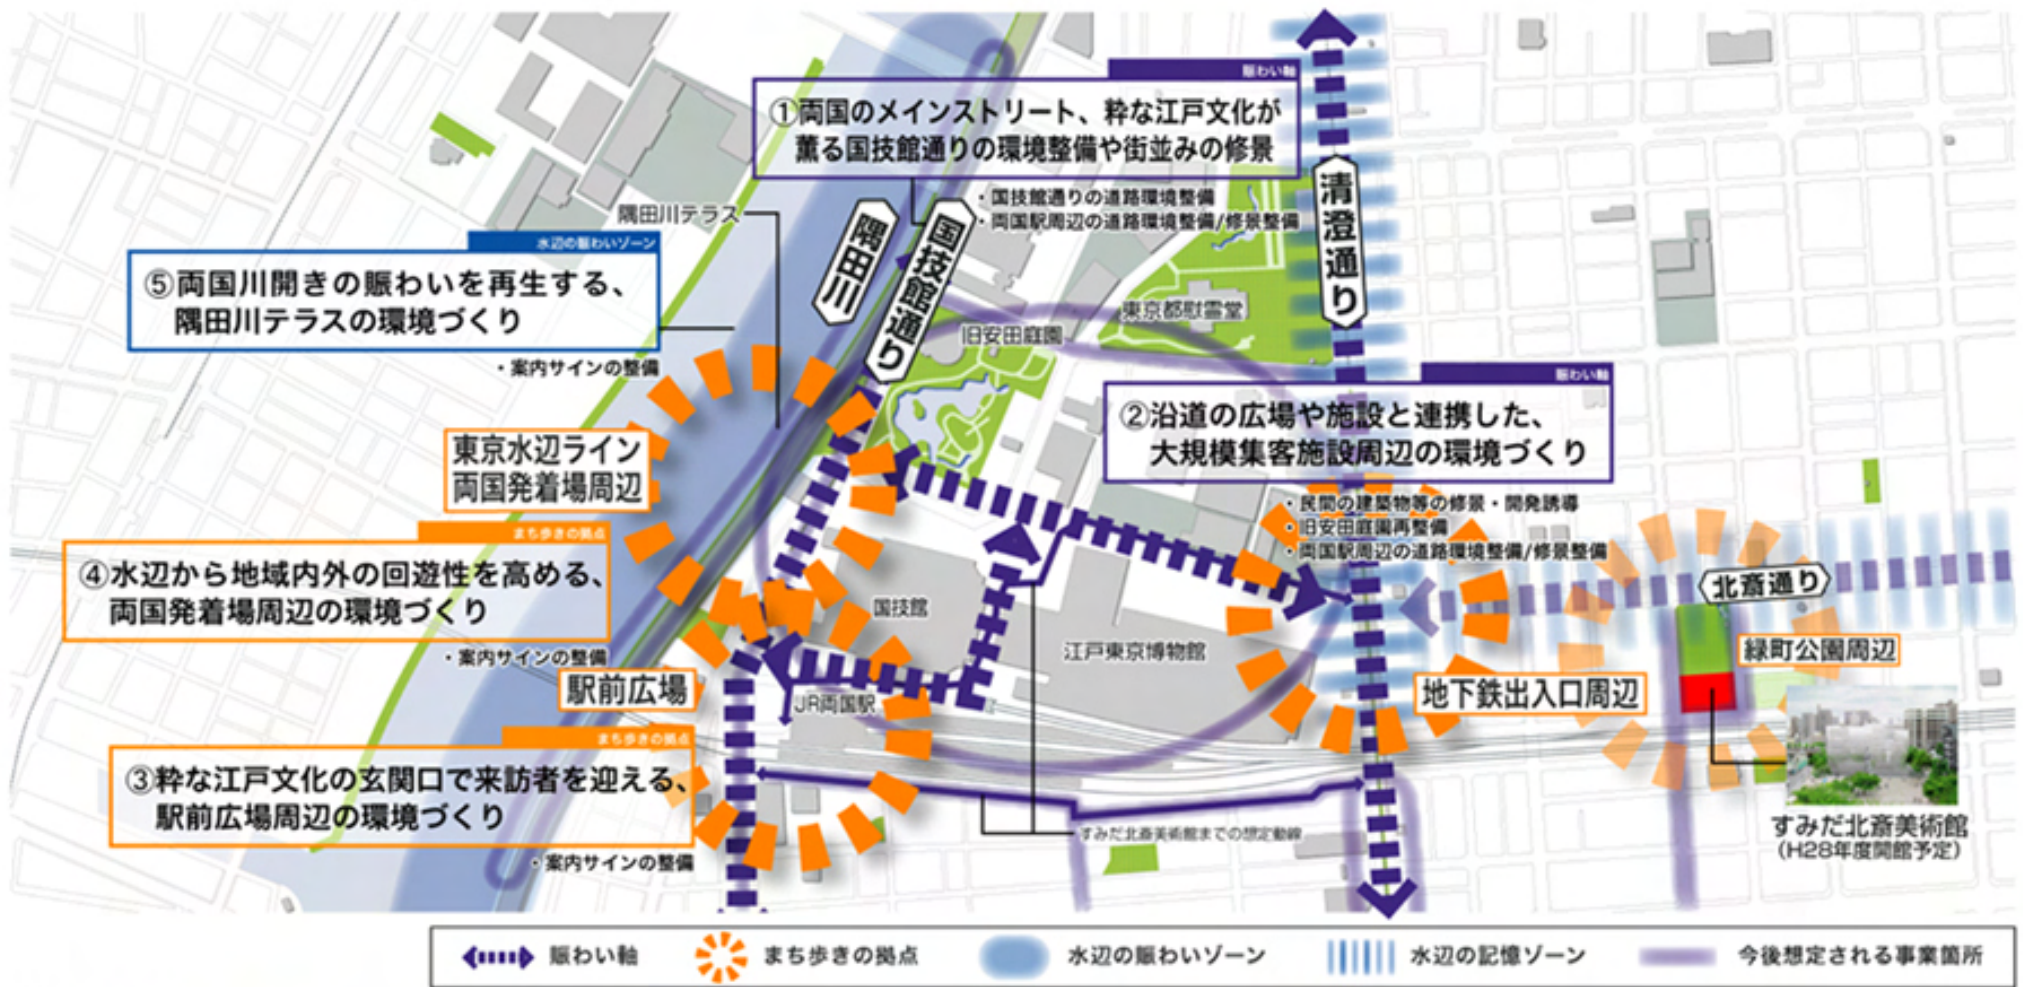 賑わい軸
①両国のメインストリート、粋な江戸文化が
薫る国技館通りの環境整備や街並みの修景
・国技館通りの道路環境整備
・両国駅周辺の道路環境整備/修景整備
清澄通り
隅田川テラス
隅田川
国技館通り
水辺の賑わいゾーン
⑤両国川開きの賑わいを再生する、
隅田川テラスの環境づくり
・案内サインの整備
東京都慰霊堂
旧安田庭園
賑わい軸
②沿道の広場や施設と連携した、
大規模集客施設周辺の環境づくり
・民間の建築物等の修景・開発誘導
・旧安田庭園再整備
・両国駅周辺の道路環境整備/修景整備
東京水辺ライン
両国発着場周辺
まち歩きの拠点
④水辺から地域内外の回遊性を高める、
両国発着場周辺の環境づくり
・案内サインの整備
国技館
江戸東京博物館
北斎通り
緑町公園周辺
駅前広場
JR両国駅
地下鉄出入口周辺
まち歩きの拠点
③粋な江戸文化の玄関口で来訪者を迎える、
駅前広場周辺の環境づくり
・案内サインの整備
すみだ北斎美術館までの想定動線
すみだ北斎美術館
(H28年度開館予定)
賑わい軸
まち歩きの拠点
水辺の賑わいゾーン
水辺の記憶ゾーン
今後想定される事業箇所